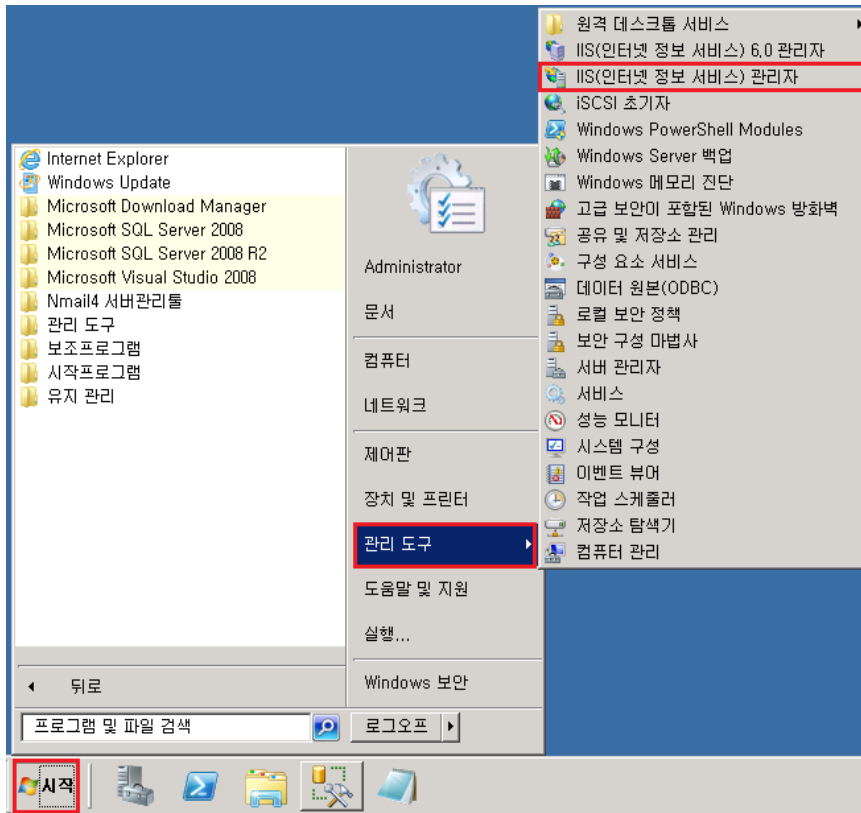 원격 데스크톱 서비스
IIS(인터넷 정보 서비스) 6.0 관리자
IIS(인터넷 정보 서비스) 관리자
iSCSI 초기자
Windows PowerShell Modules
Windows Server 백업
Windows 메모리 진단
고급 보안이 포함된 Windows 방화벽
공유 및 저장소 관리
구성 요소 서비스
데이터 원본(ODBC)
로컬 보안 정책
보안 구성 마법사
서버 관리자
서비스
성능 모니터
시스템 구성
이벤트 뷰어
작업 스케줄러
저장소 탐색기
컴퓨터 관리
Internet Explorer
Windows Update
Microsoft Download Manager
Microsoft SQL Server 2008
Microsoft SQL Server 2008 R2
Microsoft Visual Studio 2008
Nmail4 서버관리툴
관리 도구
보조프로그램
시작프로그램
유지 관리
뒤로
프로그램 및 파일 검색
Administrator
문서
컴퓨터
네트워크
제어판
장치 및 프린터
관리 도구
도움말 및 지원
실행...
Windows 보안
로그오프
시작